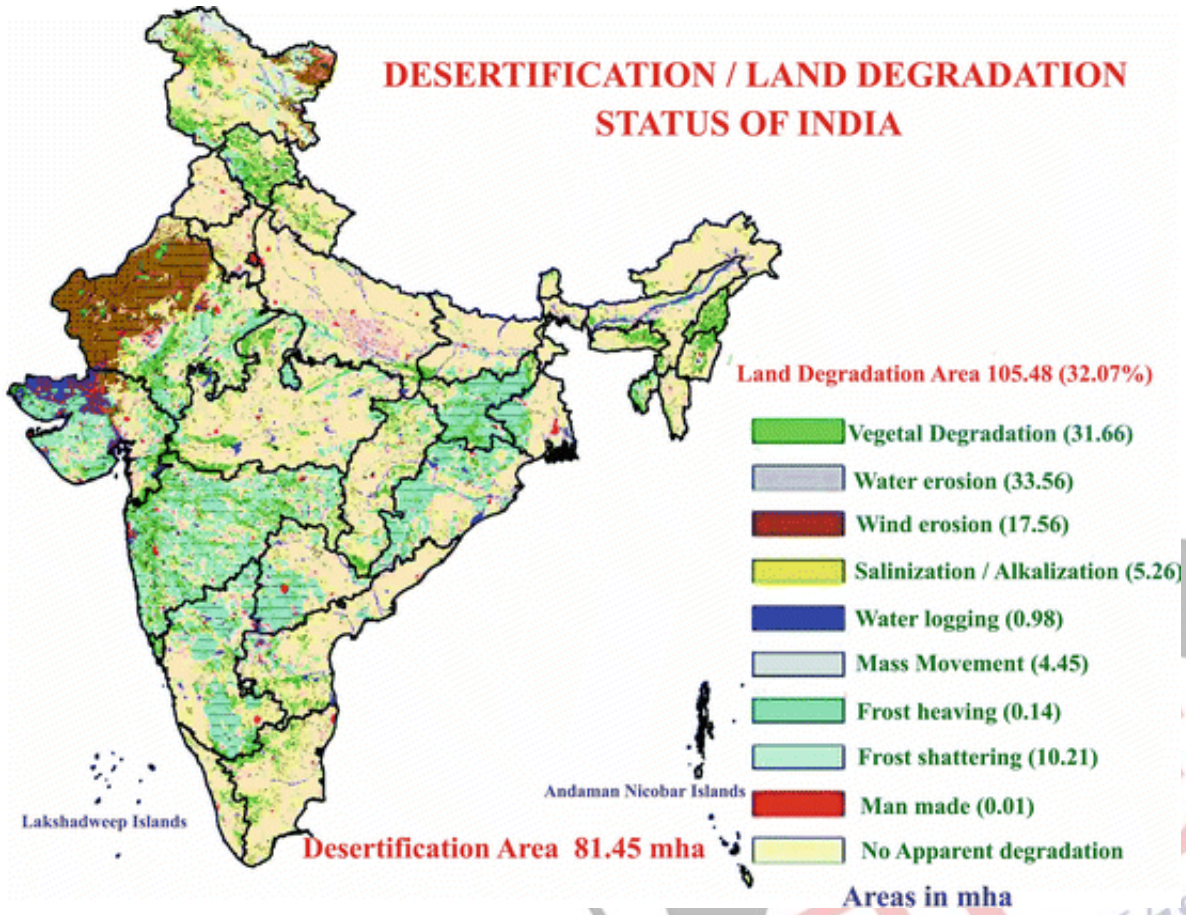 DESERTIFICATION / LAND DEGRADATION
STATUS OF INDIA
Land Degradation Area 105.48 (32.07%)
Vegetal Degradation (31.66)
Water erosion (33.56)
Wind erosion (17.56)
Salinization / Alkalization (5.26)
Water logging (0.98)
Mass Movement (4.45)
Frost heaving (0.14)
Frost shattering (10.21)
Man made (0.01)
No Apparent degradation
Areas in mha
Andaman Nicobar Islands
Lakshadweep Islands
Desertification Area 81.45 mha